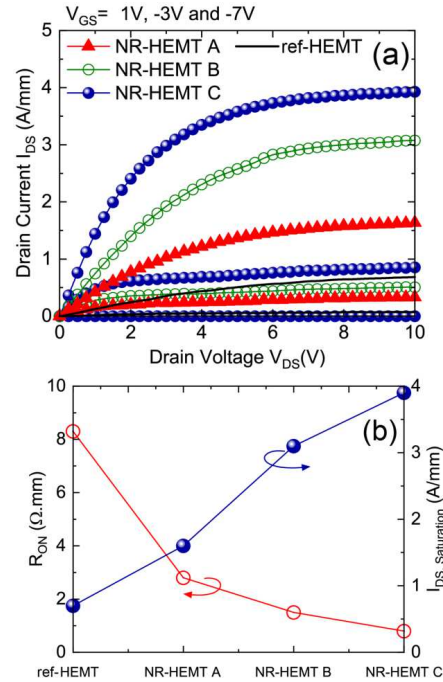 V_GS= 1V, -3V and -7V
NR-HEMT A
ref-HEMT
(a)
NR-HEMT B
NR-HEMT C
Drain Current I_DS (A/mm)
5
4
3
2
1
0
0 2 4 6 8 10
Drain Voltage V_DS(V)
(b)
R_ON (Ω.mm)
10
8
6
4
2
0
I_DS, Saturation (A/mm)
4
3
2
1
0
ref-HEMT NR-HEMT A NR-HEMT B NR-HEMT C